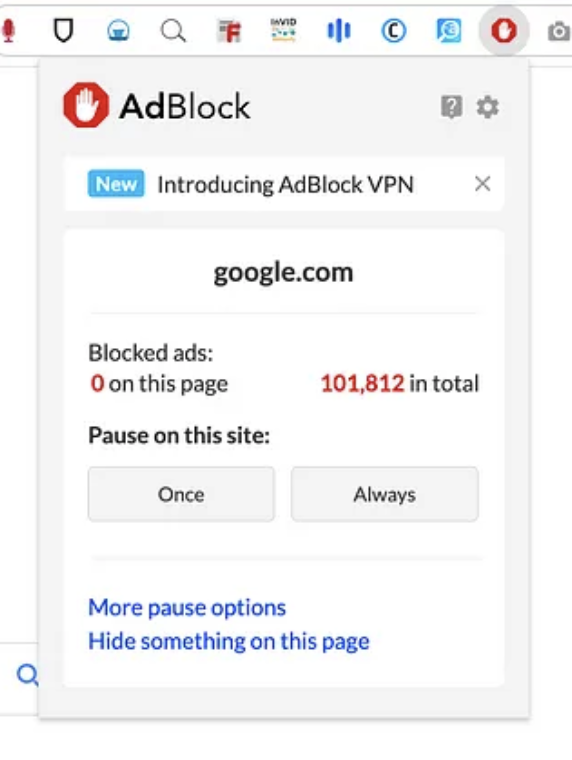 InVID
AdBlock
New Introducing AdBlock VPN
google.com
Blocked ads:
0 on this page 101,812 in total
Pause on this site:
Once Always
More pause options
Hide something on this page